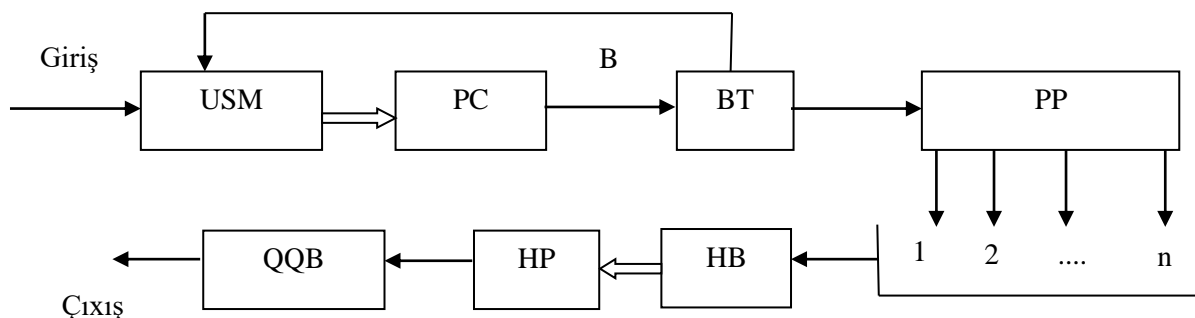 Giriş
B
USM PC BT PP
1 2 .... n
QQB HP HB
Çıxış